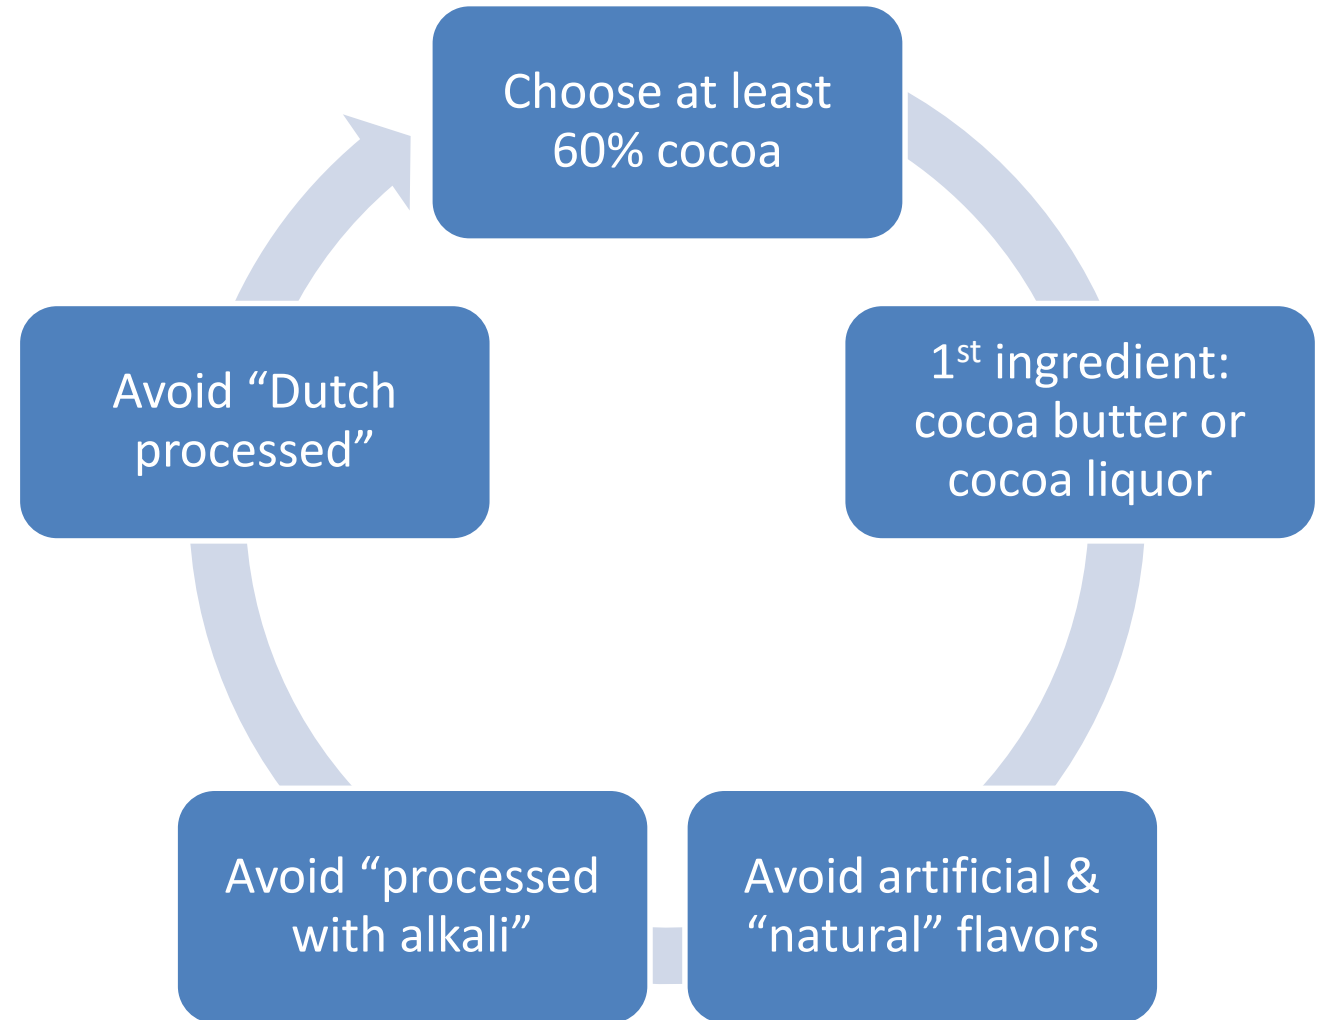 Choose at least
60% cocoa
1st ingredient:
cocoa butter or
cocoa liquor
Avoid artificial &
“natural” flavors
Avoid “processed
with alkali”
Avoid “Dutch
processed”